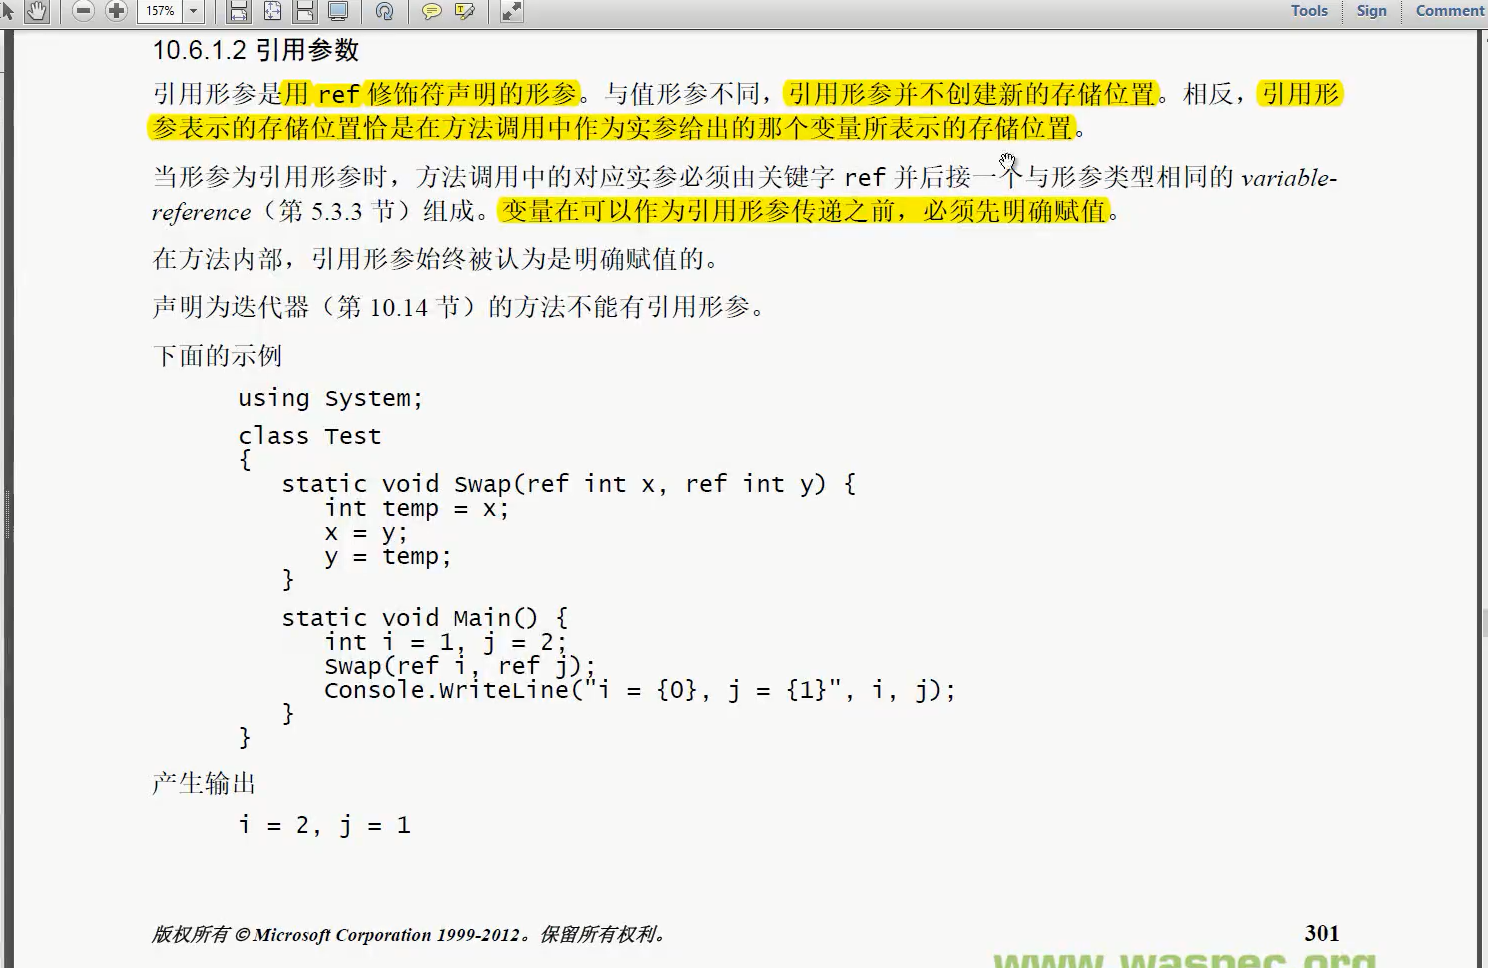 157%
Tools Sign Comment
10.6.1.2 引用参数
引用形参是用 ref 修饰符声明的形参。与值形参不同，引用形参并不创建新的存储位置。相反，引用形
参表示的存储位置恰是在方法调用中作为实参给出的那个变量所表示的存储位置。
当形参为引用形参时，方法调用中的对应实参必须由关键字 ref 并后接一个与形参类型相同的 variable-
reference（第 5.3.3 节）组成。变量在可以作为引用形参传递之前，必须先明确赋值。
在方法内部，引用形参始终被认为是明确赋值的。
声明为迭代器（第 10.14 节）的方法不能有引用形参。
下面的示例
using System;
class Test
{
static void Swap(ref int x, ref int y) {
int temp = x;
x = y;
y = temp;
}
static void Main() {
int i = 1, j = 2;
Swap(ref i, ref j);
Console.WriteLine("i = {0}, j = {1}", i, j);
}
}
产生输出
i = 2, j = 1
版权所有 © Microsoft Corporation 1999-2012。保留所有权利。 301
www.waspec.org